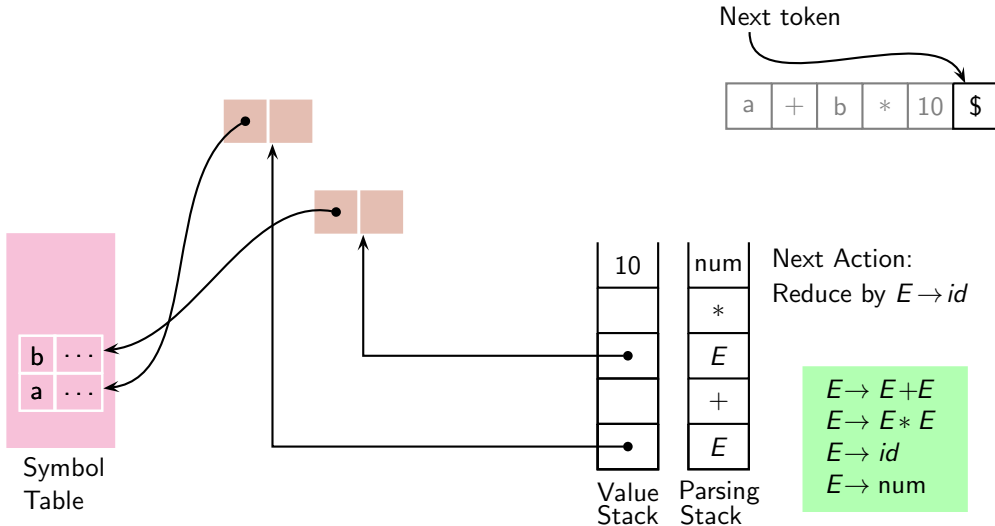 Next token
a + b * 10 $
10 num
*
E
+
E
Next Action:
Reduce by E → id
b ...
a ...
Symbol
Table
Value
Stack
Parsing
Stack
E → E + E
E → E * E
E → id
E → num